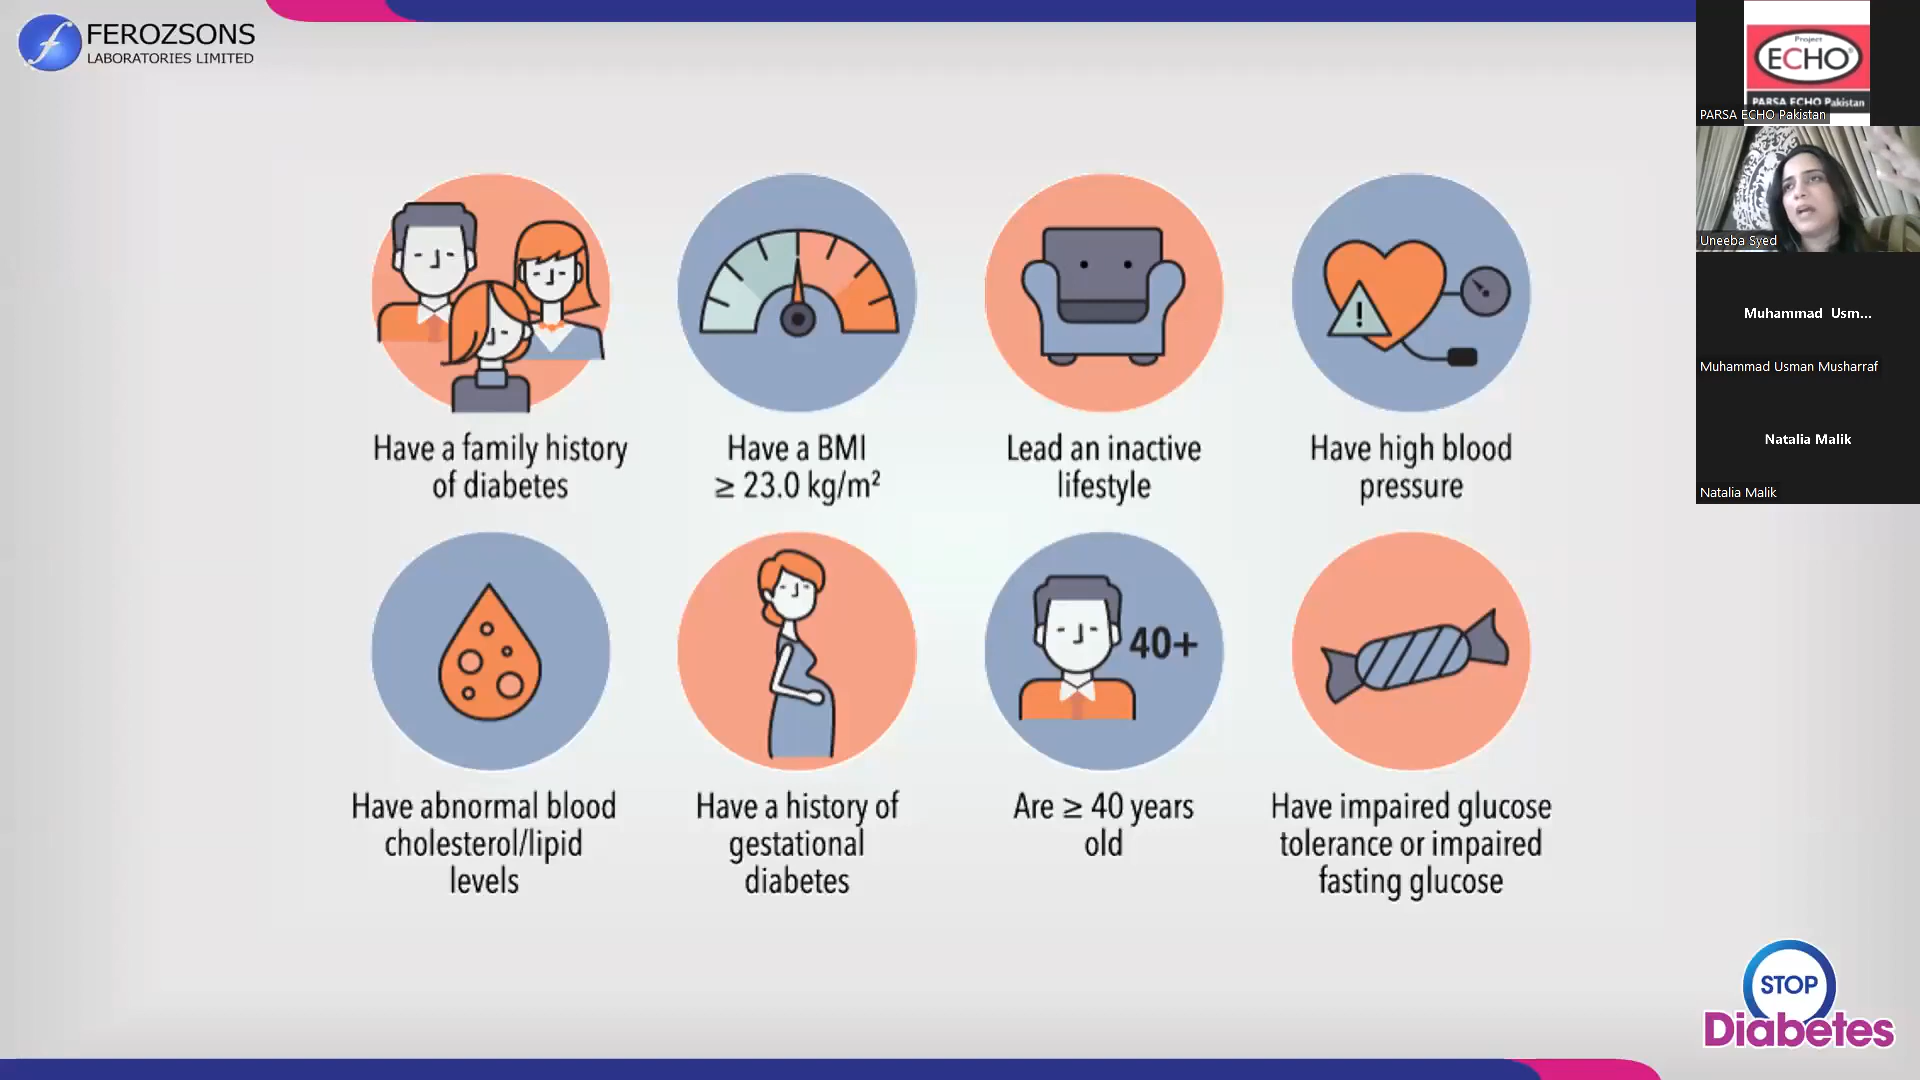 FEROZSONS
LABORATORIES LIMITED
Have a family history
of diabetes
Have a BMI
≥ 23.0 kg/m²
Lead an inactive
lifestyle
Have high blood
pressure
40+
Have abnormal blood
cholesterol/lipid
levels
Have a history of
gestational
diabetes
Are ≥ 40 years
old
Have impaired glucose
tolerance or impaired
fasting glucose
STOP
Diabetes
Project
ECHO®
PARSA ECHO Pakistan
PARSA ECHO Pakistan
Uneeba Syed
Muhammad Usm...
Muhammad Usman Musharraf
Natalia Malik
Natalia Malik